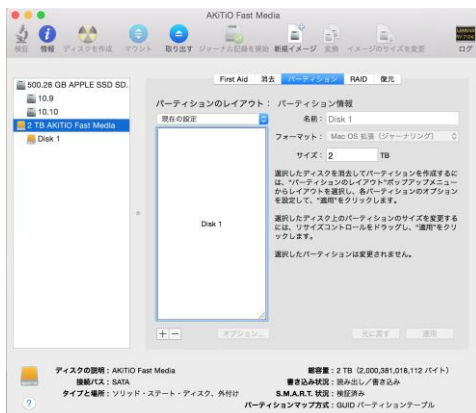 AKiTiO Fast Media
検証 情報 ディスクを作成 マウント 取り出す ジャーナル記録を開始 新規イメージ 変換 イメージのサイズを変更 ログ
500.28 GB APPLE SSD SD.
10.9
10.10
2 TB AKiTiO Fast Media
Disk 1
First Aid 消去 パーティション RAID 復元
パーティションのレイアウト： パーティション情報
現在の設定
名前： Disk 1
フォーマット： Mac OS 拡張（ジャーナリング）
サイズ： 2 TB
選択したディスクを消去してパーティションを作成するに
は、“パーティションのレイアウト”ポップアップメニュー
からレイアウトを選択し、各パーティションのオプション
を設定して、“適用”をクリックします。
選択したディスク上のパーティションのサイズを変更する
には、リサイズコントロールをドラッグし、“適用”をクリ
ックします。
選択したパーティションは変更されません。
Disk 1
+ −
オプション... 元に戻す 適用
ディスクの説明：AKiTiO Fast Media
接続バス：SATA
タイプと場所：ソリッド・ステート・ディスク、外付け
総容量：2 TB（2,000,381,018,112 バイト）
書き込み状況：読み出し／書き込み
S.M.A.R.T. 状況：検証済み
パーティションマップ方式：GUID パーティションテーブル
?